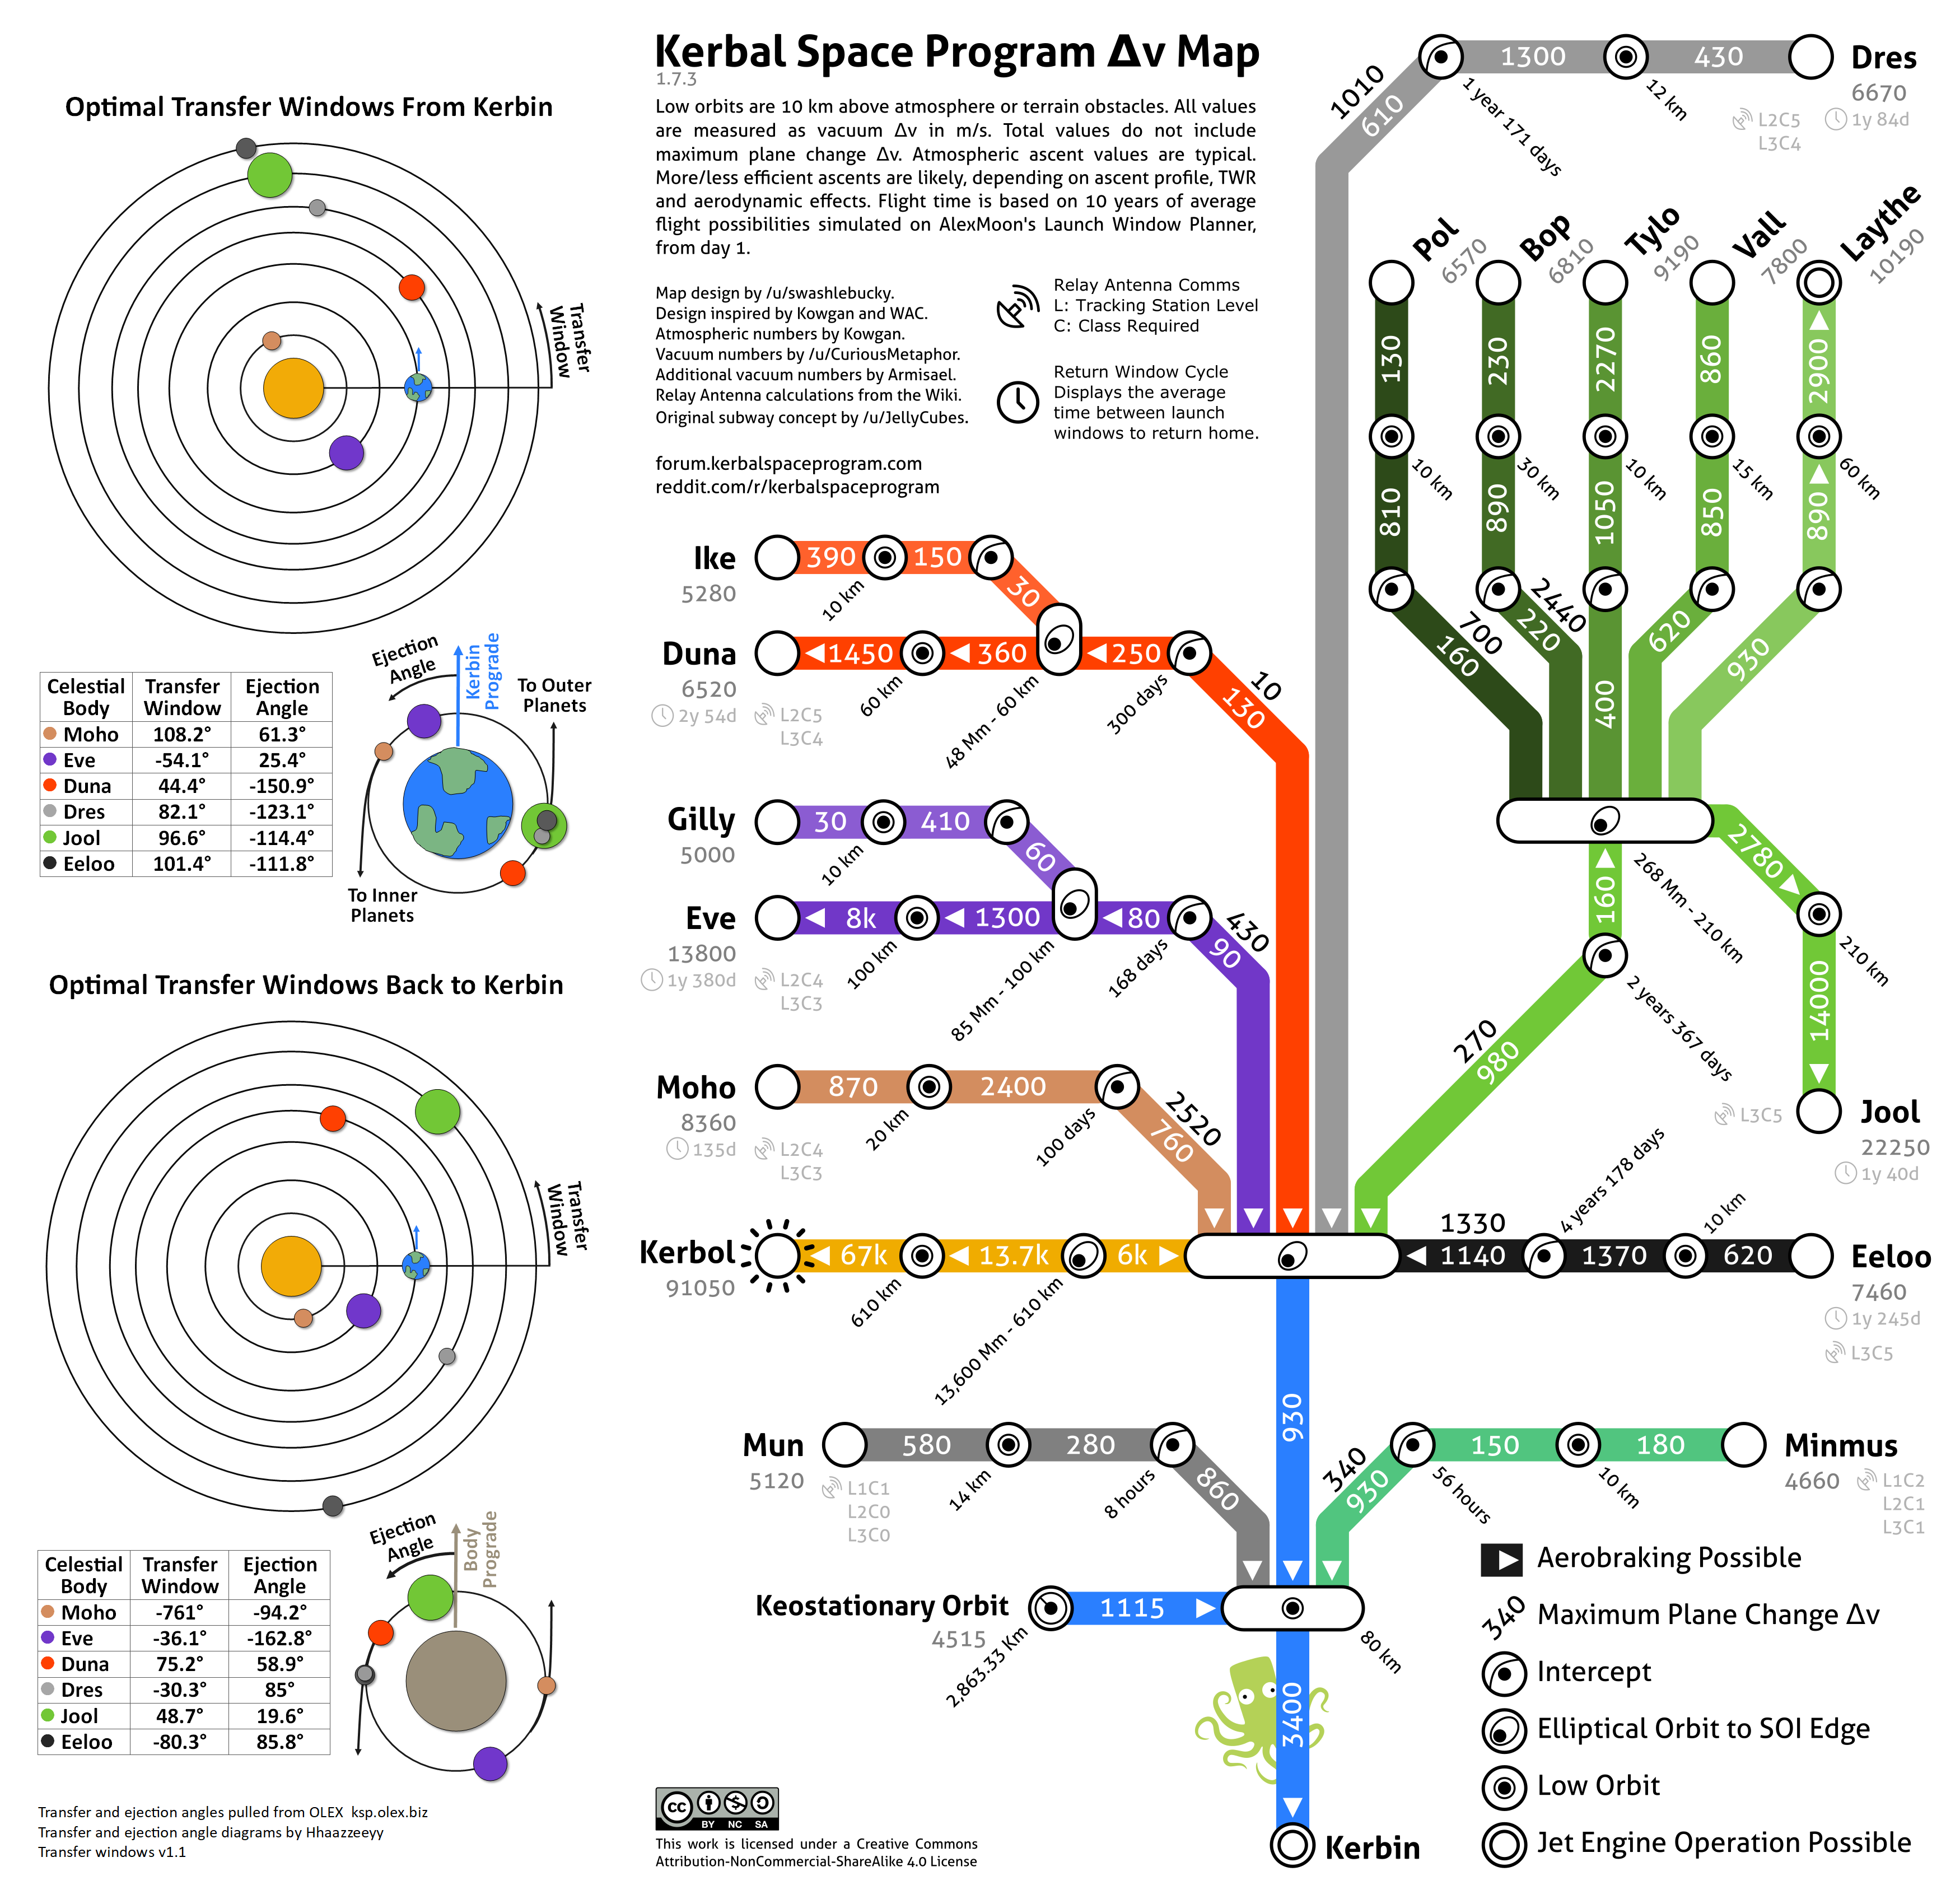 Kerbal Space Program Δv Map
1.7.3
Low orbits are 10 km above atmosphere or terrain obstacles. All values
are measured as vacuum Δv in m/s. Total values do not include
maximum plane change Δv. Atmospheric ascent values are typical.
More/less efficient ascents are likely, depending on ascent profile, TWR
and aerodynamic effects. Flight time is based on 10 years of average
flight possibilities simulated on AlexMoon's Launch Window Planner,
from day 1.
Map design by /u/swashlebucky.
Design inspired by Kowgan and WAC.
Atmospheric numbers by Kowgan.
Vacuum numbers by /u/CuriousMetaphor.
Additional vacuum numbers by Armisael.
Relay Antenna calculations from the Wiki.
Original subway concept by /u/JellyCubes.
forum.kerbalspaceprogram.com
reddit.com/r/kerbalspaceprogram
Relay Antenna Comms
L: Tracking Station Level
C: Class Required
Return Window Cycle
Displays the average
time between launch
windows to return home.
Optimal Transfer Windows From Kerbin
Transfer
Window
Ejection
Angle
Kerbin
Prograde
To Outer
Planets
To Inner
Planets
Celestial Body Transfer Window Ejection Angle
Moho 108.2° 61.3°
Eve -54.1° 25.4°
Duna 44.4° -150.9°
Dres 82.1° -123.1°
Jool 96.6° -114.4°
Eeloo 101.4° -111.8°
Optimal Transfer Windows Back to Kerbin
Transfer
Window
Ejection
Angle
Body
Prograde
Celestial Body Transfer Window Ejection Angle
Moho -761° -94.2°
Eve -36.1° -162.8°
Duna 75.2° 58.9°
Dres -30.3° 85°
Jool 48.7° 19.6°
Eeloo -80.3° 85.8°
Transfer and ejection angles pulled from OLEX ksp.olex.biz
Transfer and ejection angle diagrams by Hhaazzeeyy
Transfer windows v1.1
1010
610
1300
430
Dres
6670
1y 84d
L2C5
L3C4
1 year 171 days
12 km
Pol
6570
130
10 km
810
700
160
Bop
6810
230
30 km
890
2440
220
Tylo
9190
2270
10 km
1050
400
Vall
7800
860
15 km
850
620
Laythe
10190
2900
60 km
890
930
268 Mm - 210 km
2780
210 km
14000
160
2 years 367 days
270
980
Jool
22250
L3C5
1y 40d
Ike
5280
390
150
30
10 km
Duna
6520
2y 54d
L2C5
L3C4
1450
360
250
60 km
48 Mm - 60 km
300 days
10
130
Gilly
5000
30
410
60
10 km
Eve
13800
1y 380d
L2C4
L3C3
8k
1300
80
100 km
85 Mm - 100 km
168 days
430
90
Moho
8360
135d
L2C4
L3C3
870
2400
20 km
100 days
2520
760
Kerbol
91050
67k
13.7k
6k
610 km
13,600 Mm - 610 km
1330
1140
1370
620
4 years 178 days
10 km
Eeloo
7460
1y 245d
L3C5
930
Mun
5120
L1C1
L2C0
L3C0
580
280
14 km
8 hours
860
340
930
150
180
56 hours
10 km
Minmus
4660
L1C2
L2C1
L3C1
Keostationary Orbit
4515
2,863.33 Km
1115
80 km
3400
Kerbin
Aerobraking Possible
340
Maximum Plane Change Δv
Intercept
Elliptical Orbit to SOI Edge
Low Orbit
Jet Engine Operation Possible
cc
BY NC SA
This work is licensed under a Creative Commons
Attribution-NonCommercial-ShareAlike 4.0 License